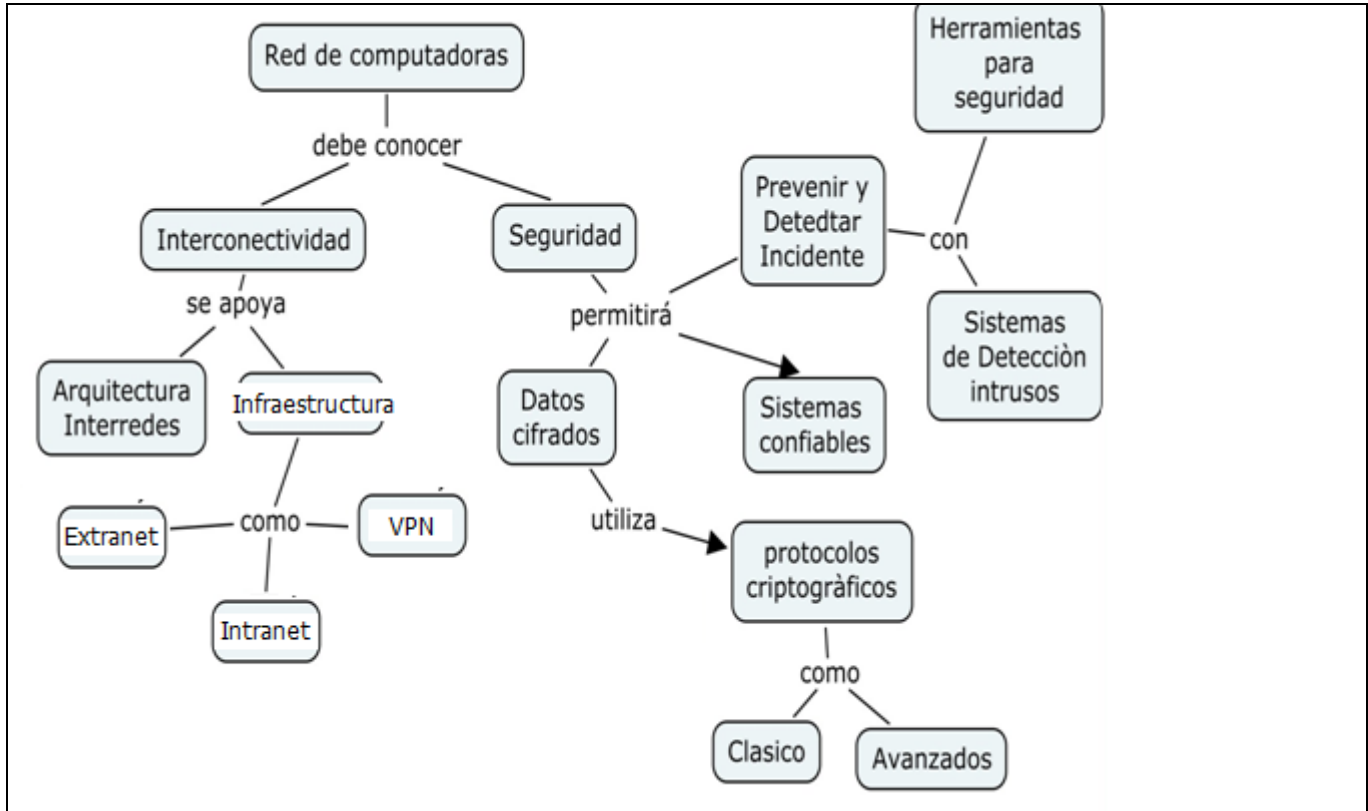 Red de computadoras
debe conocer
Interconectividad
se apoya
Arquitectura
Interredes
Infraestructura
como
Extranet
VPN
Intranet
Seguridad
permitirá
Prevenir y
Detedtar
Incidente
con
Herramientas
para
seguridad
Sistemas
de Detecciòn
intrusos
Sistemas
confiables
Datos
cifrados
utiliza
protocolos
criptogràficos
como
Clasico
Avanzados